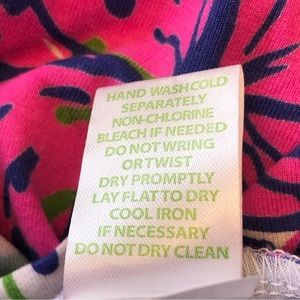 HAND WASH COLD
SEPARATELY
NON-CHLORINE
BLEACH IF NEEDED
DO NOT WRING
OR TWIST
DRY PROMPTLY
LAY FLAT TO DRY
COOL IRON
IF NECESSARY
DO NOT DRY CLEAN